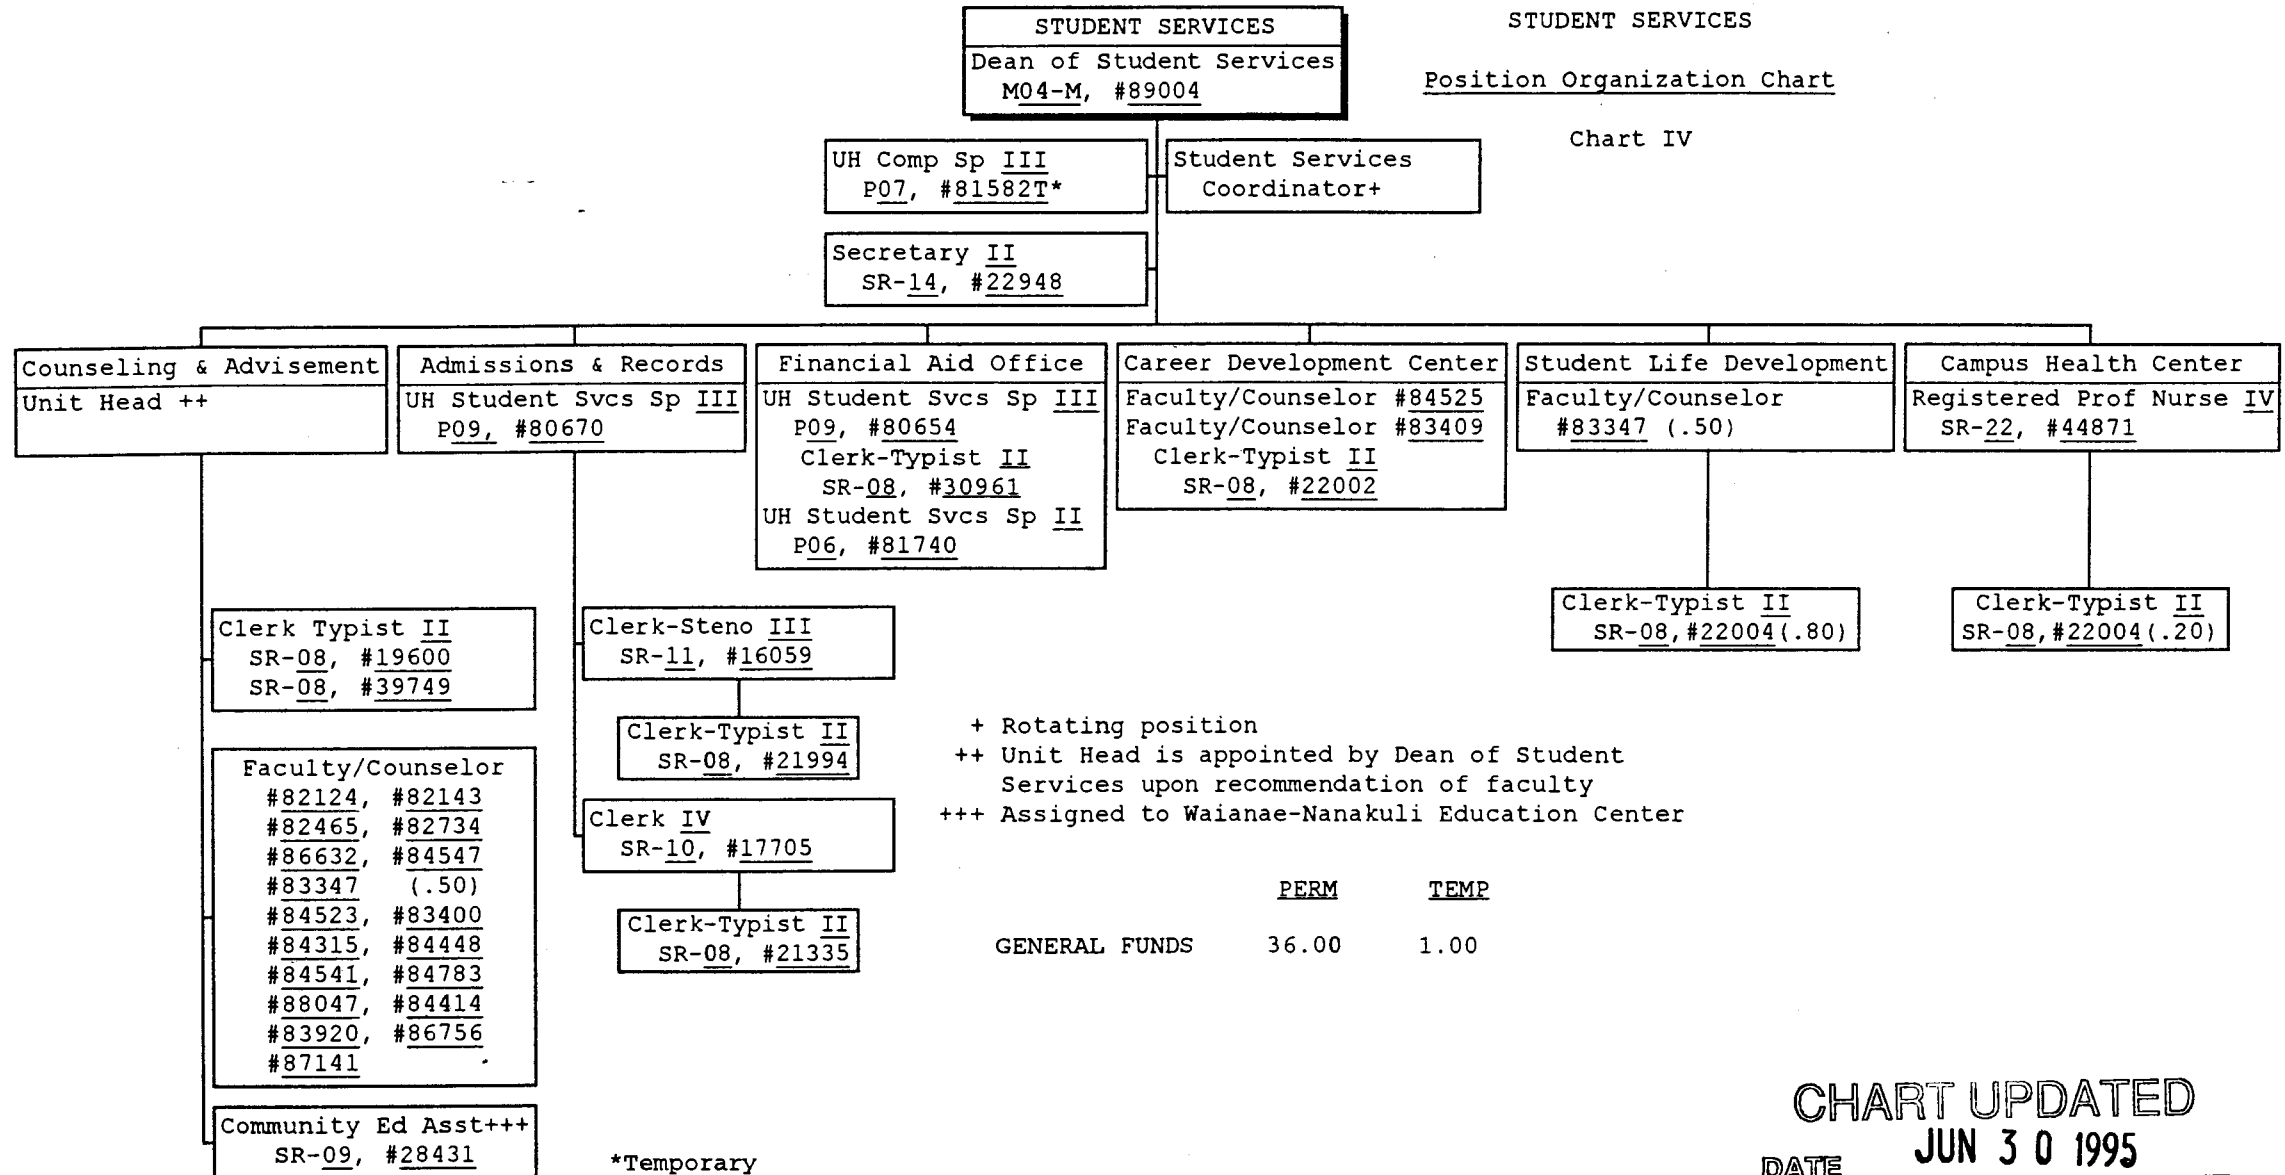 STUDENT SERVICES
Dean of Student Services
M04-M, #89004
STUDENT SERVICES
Position Organization Chart
Chart IV
UH Comp Sp III
P07, #81582T*
Student Services
Coordinator+
Secretary II
SR-14, #22948
Counseling & Advisement
Unit Head ++
Admissions & Records
UH Student Svcs Sp III
P09, #80670
Financial Aid Office
UH Student Svcs Sp III
P09, #80654
Clerk-Typist II
SR-08, #30961
UH Student Svcs Sp II
P06, #81740
Career Development Center
Faculty/Counselor #84525
Faculty/Counselor #83409
Clerk-Typist II
SR-08, #22002
Student Life Development
Faculty/Counselor
#83347 (.50)
Campus Health Center
Registered Prof Nurse IV
SR-22, #44871
Clerk Typist II
SR-08, #19600
SR-08, #39749
Faculty/Counselor
#82124, #82143
#82465, #82734
#86632, #84547
#83347 (.50)
#84523, #83400
#84315, #84448
#84541, #84783
#88047, #84414
#83920, #86756
#87141
Community Ed Asst+++
SR-09, #28431
Clerk-Steno III
SR-11, #16059
Clerk-Typist II
SR-08, #21994
Clerk IV
SR-10, #17705
Clerk-Typist II
SR-08, #21335
Clerk-Typist II
SR-08,#22004(.80)
Clerk-Typist II
SR-08,#22004(.20)
+ Rotating position
++ Unit Head is appointed by Dean of Student
Services upon recommendation of faculty
+++ Assigned to Waianae-Nanakuli Education Center
PERM TEMP
GENERAL FUNDS 36.00 1.00
*Temporary
CHART UPDATED
DATE JUN 30 1995